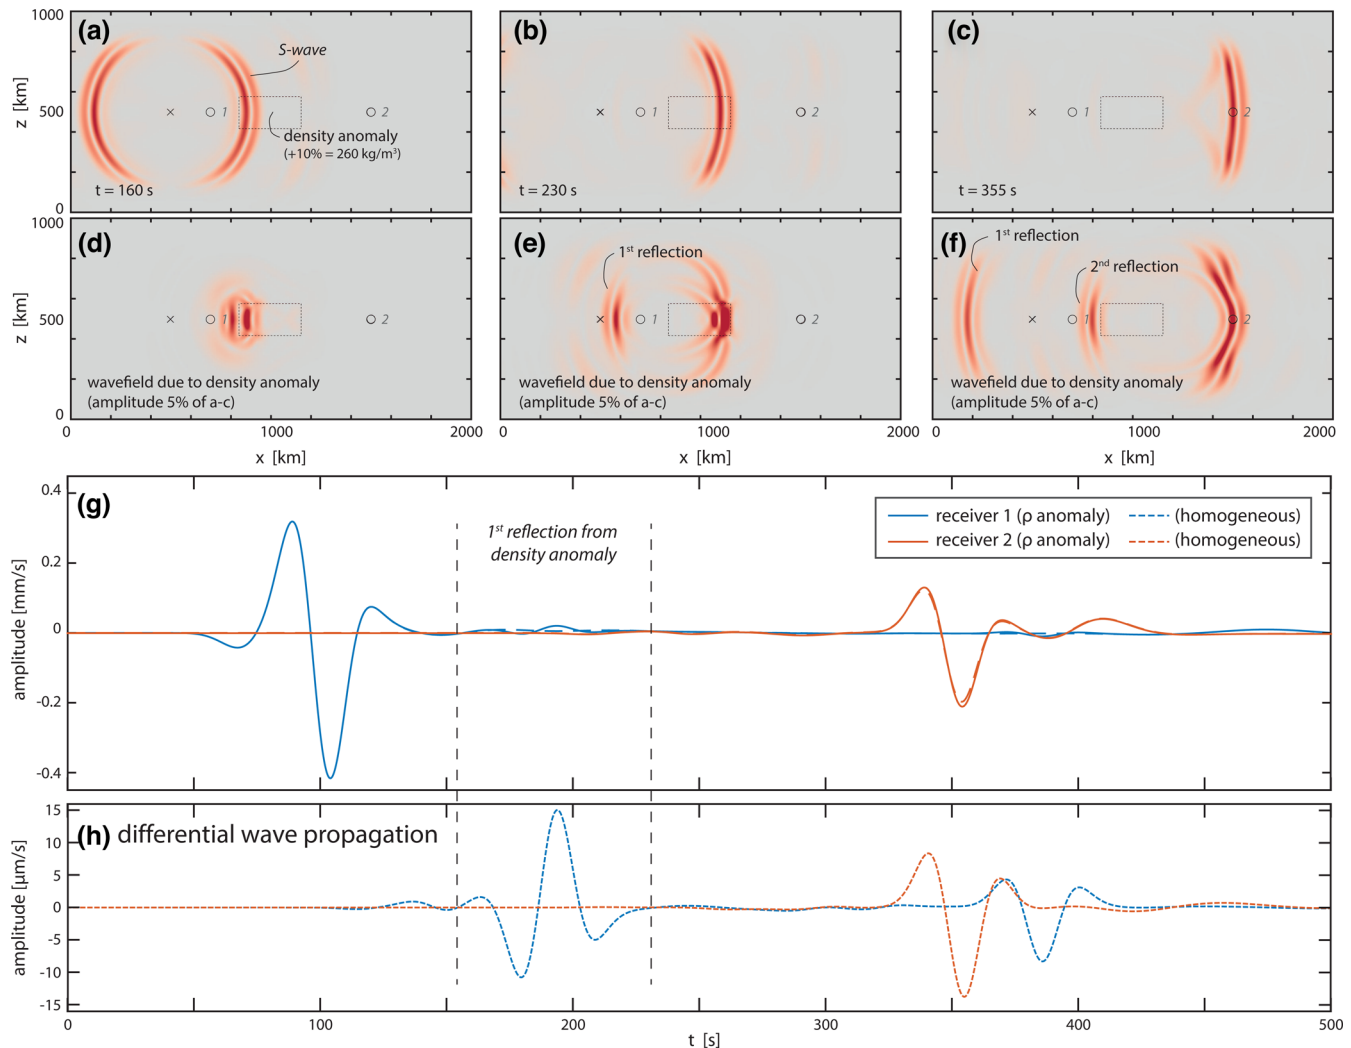 1000
500
0
z [km]
(a)
S-wave
1
2
density anomaly
(+10% = 260 kg/m³)
t = 160 s
(b)
1
2
t = 230 s
(c)
1
2
t = 355 s
1000
500
0
z [km]
(d)
1
2
wavefield due to density anomaly
(amplitude 5% of a-c)
(e)
1st reflection
1
2
wavefield due to density anomaly
(amplitude 5% of a-c)
(f)
1st reflection
2nd reflection
1
2
wavefield due to density anomaly
(amplitude 5% of a-c)
0 1000 2000
x [km]
0 1000 2000
x [km]
0 1000 2000
x [km]
(g)
0.4
0.2
0
-0.2
-0.4
amplitude [mm/s]
1st reflection from
density anomaly
receiver 1 (ρ anomaly) (homogeneous)
receiver 2 (ρ anomaly) (homogeneous)
(h) differential wave propagation
15
10
5
0
-5
-10
-15
amplitude [µm/s]
0 100 200 300 400 500
t [s]